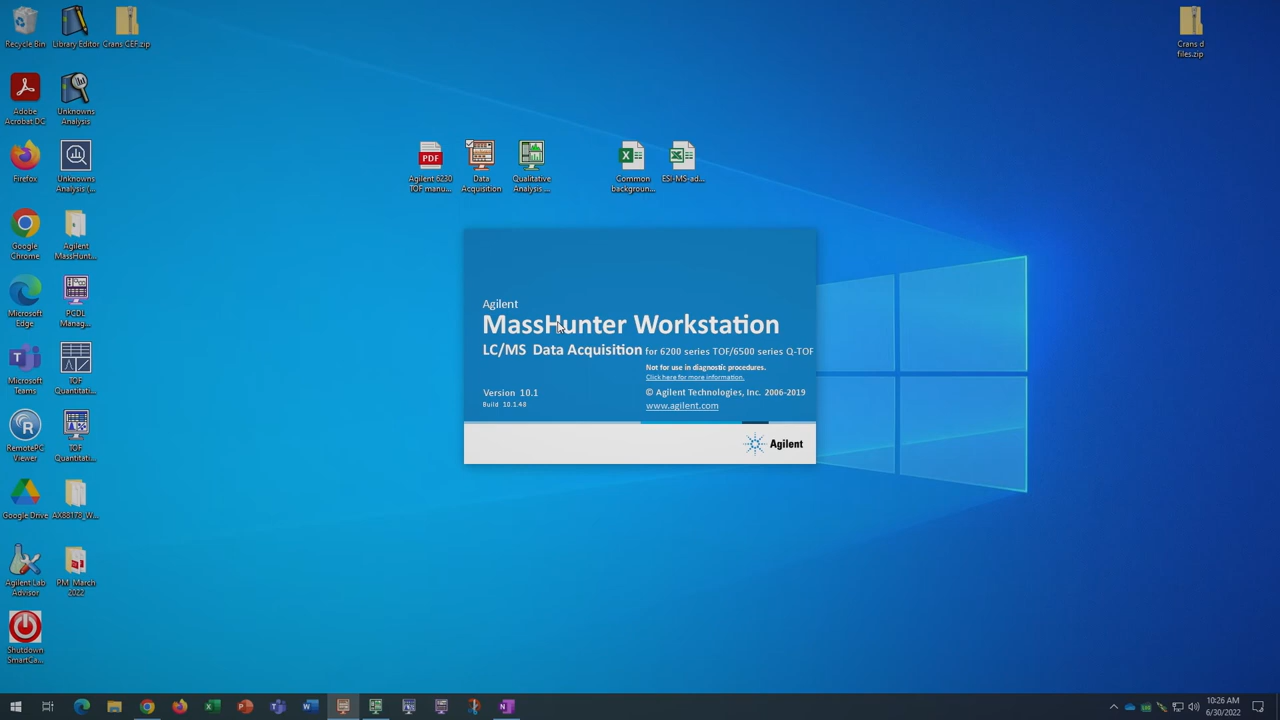 Recycle Bin
Library Editor
Crans CEF.zip
Crans d
files.zip
Adobe
Acrobat DC
Unknowns
Analysis
PDF
Agilent 6230
TOF manu...
Data
Acquisition
Qualitative
Analysis ...
Common
backgroun...
ESI-MS-ad...
Firefox
Unknowns
Analysis (...
Google
Chrome
Agilent
MassHunt...
Microsoft
Edge
PCDL
Manag...
Agilent
MassHunter Workstation
LC/MS Data Acquisition for 6200 series TOF/6500 series Q-TOF
Not for use in diagnostic procedures.
Click here for more information.
Version 10.1
© Agilent Technologies, Inc. 2006-2019
Build 10.1.48
www.agilent.com
Agilent
Microsoft
Teams
TOF
Quantitati...
RemotePC
Viewer
TOF
Quantitati...
Google Drive
AX88178_W...
Agilent Lab
Advisor
PM_March
2022
Shutdown
SmartCa...
10:26 AM
6/30/2022